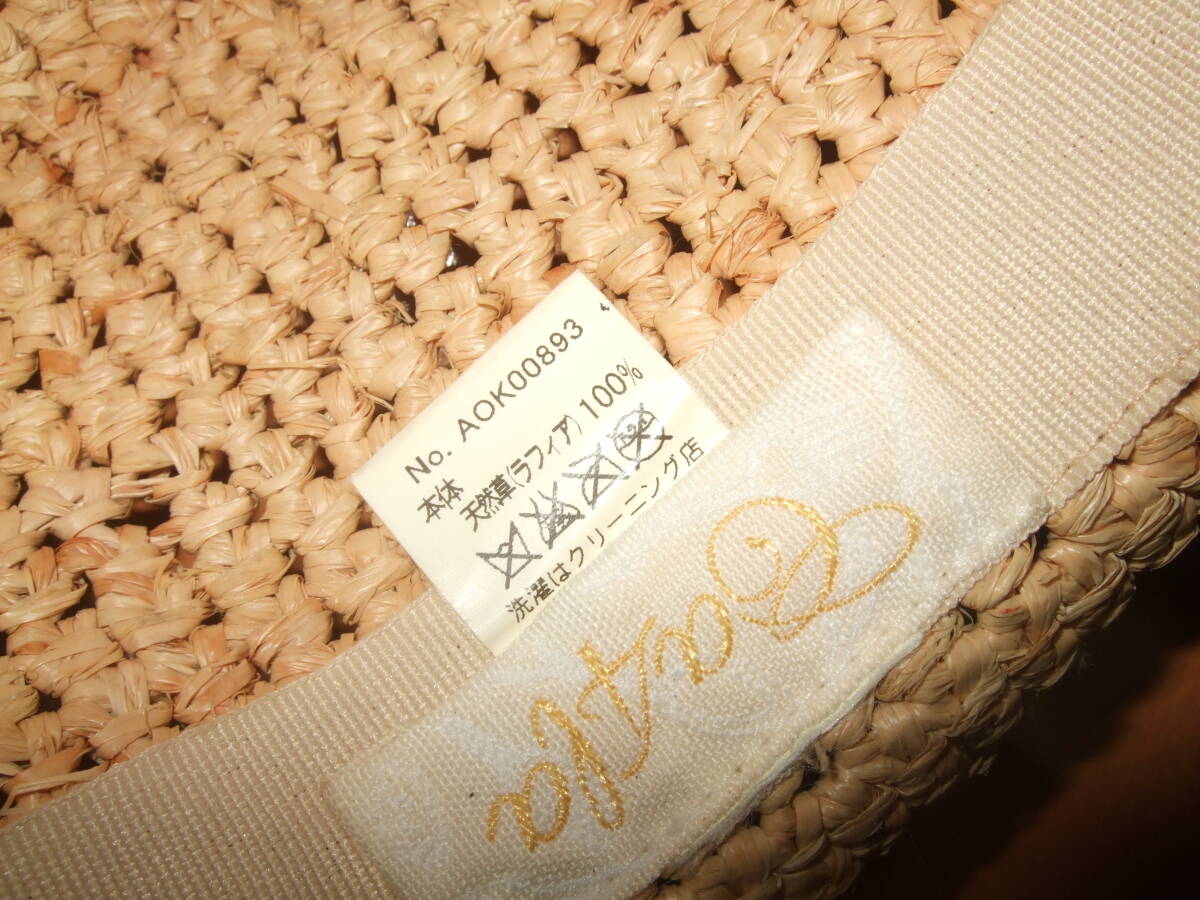 No. AOK00893
本体
天然草(ラフィア) 100%
洗濯はクリーニング店
Ca4la